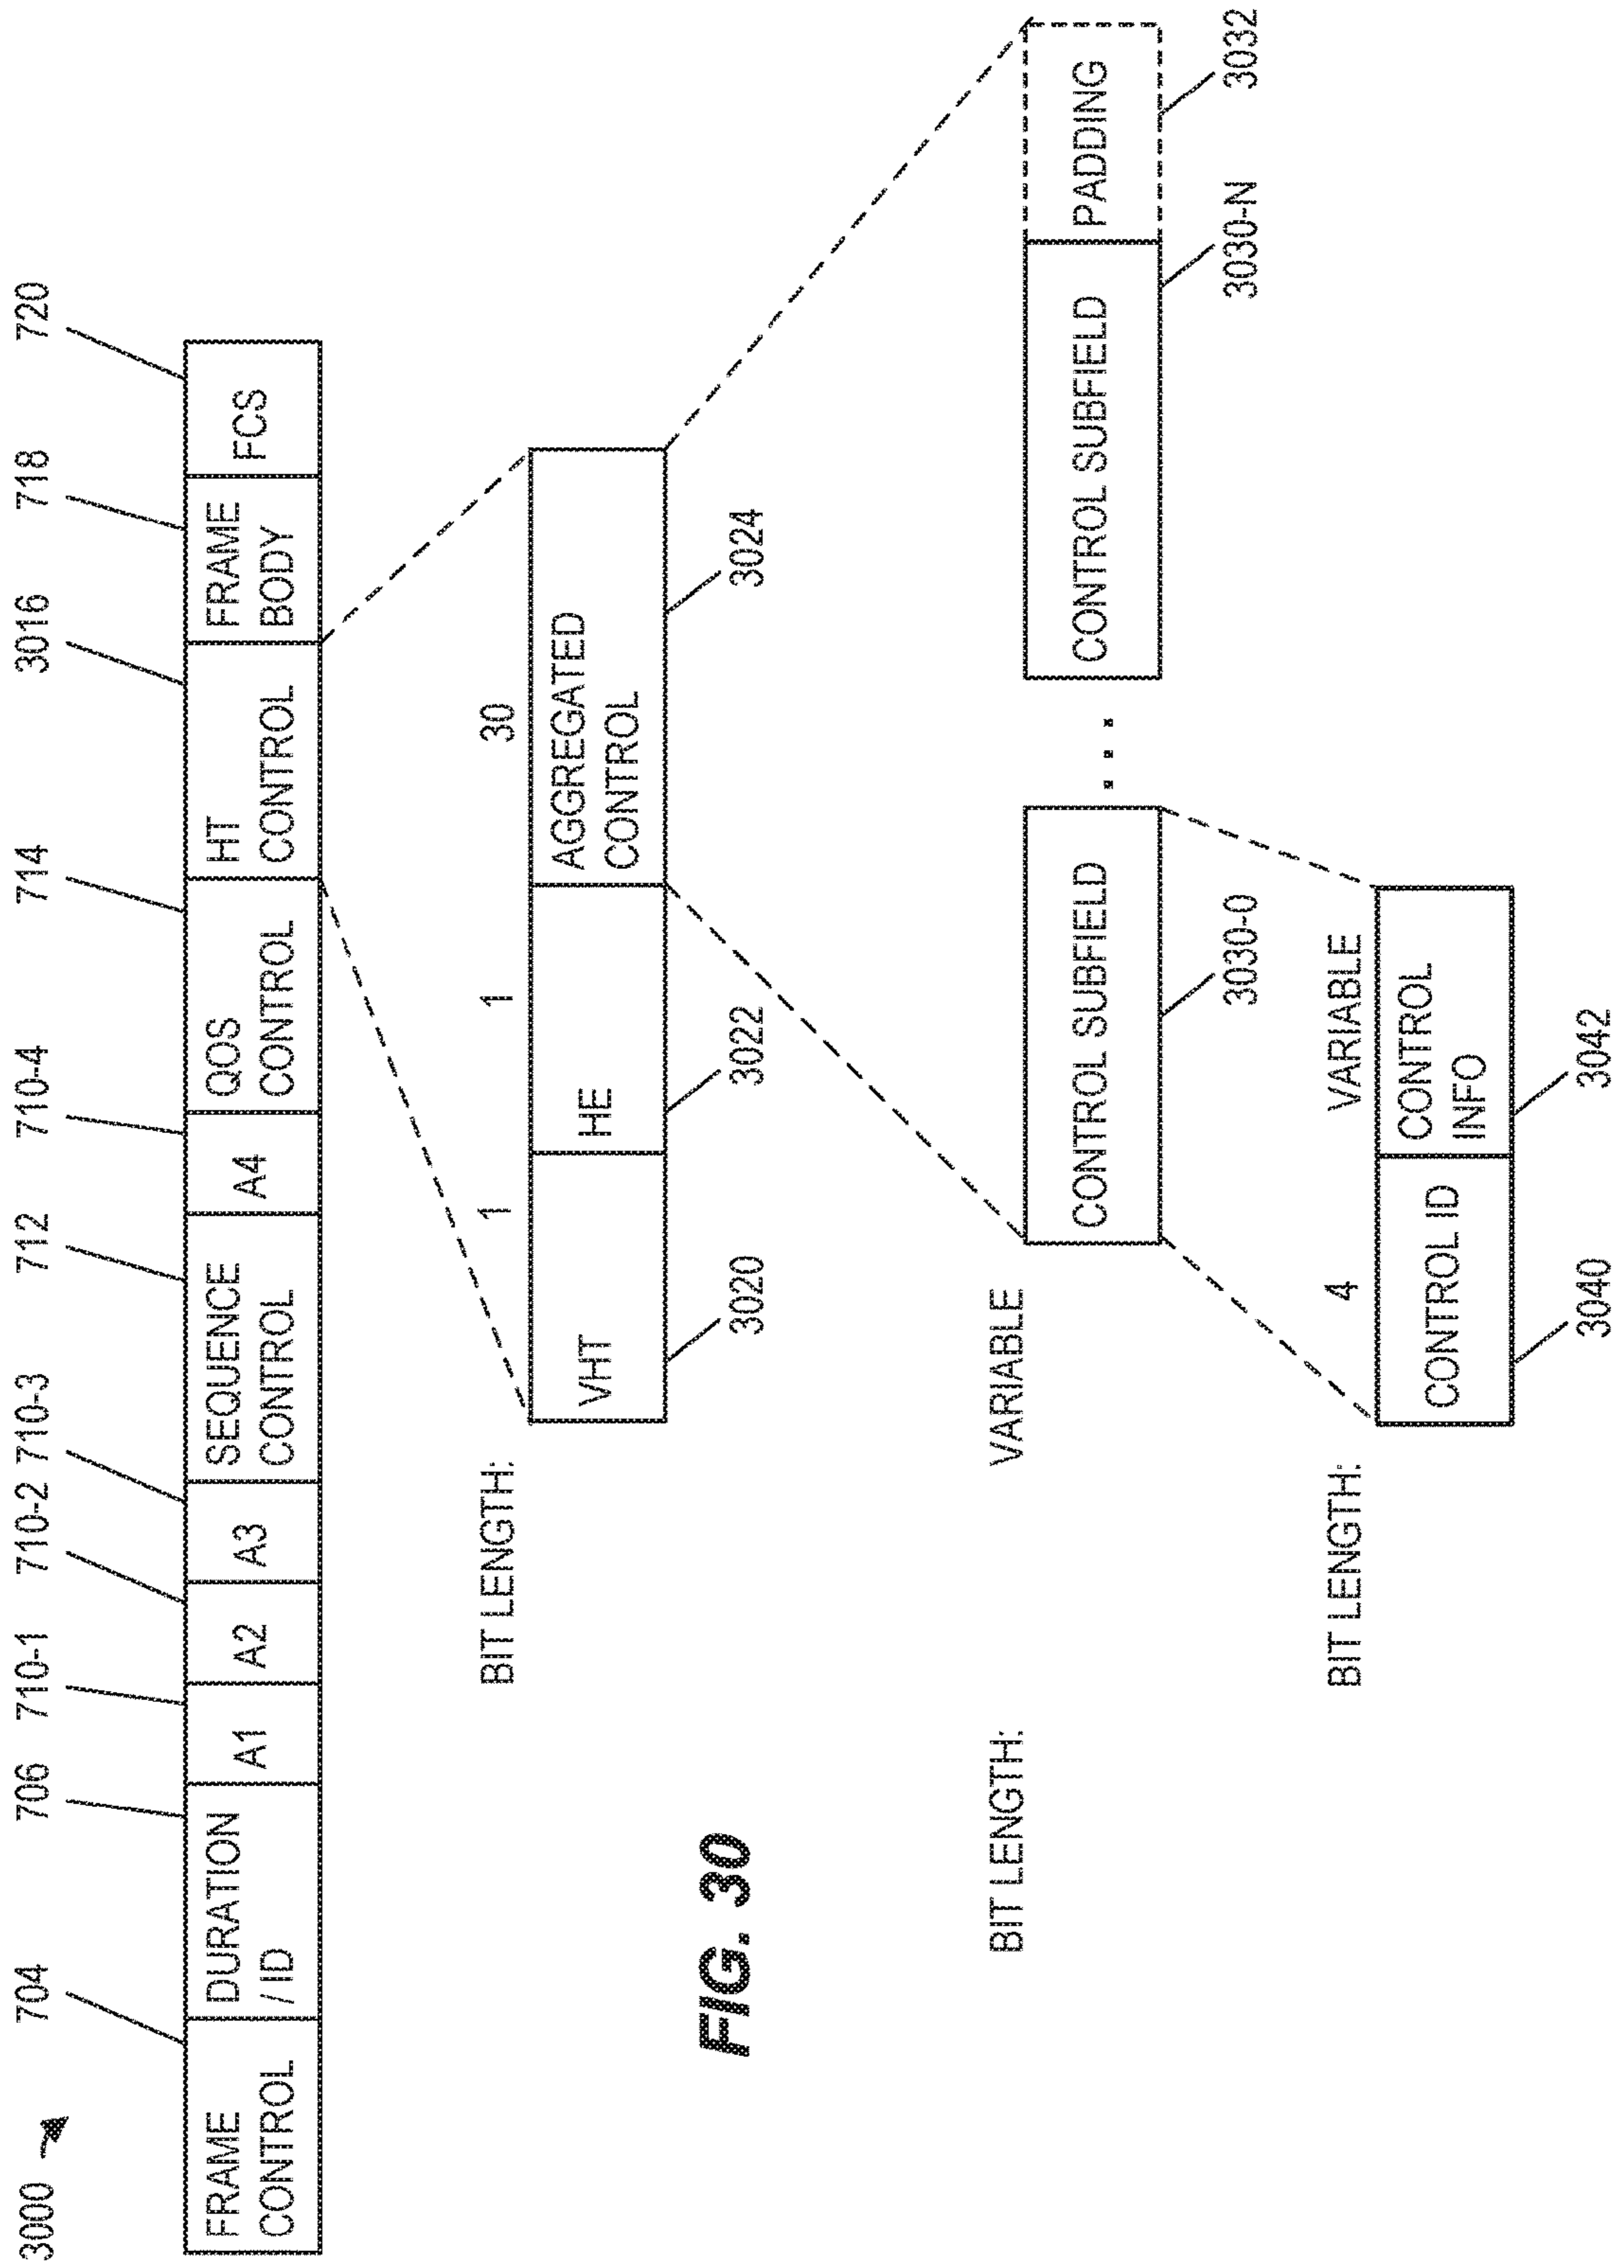 3000
704
706
710-1
710-2
710-3
712
710-4
714
3016
718
720
FRAME
CONTROL
DURATION
/ ID
A1
A2
A3
SEQUENCE
CONTROL
A4
QOS
CONTROL
HT
CONTROL
FRAME
BODY
FCS
BIT LENGTH:
1
1
30
VHT
HE
AGGREGATED
CONTROL
3020
3022
3024
FIG. 30
BIT LENGTH:
VARIABLE
CONTROL SUBFIELD
. . .
CONTROL SUBFIELD
PADDING
3030-0
3030-N
3032
BIT LENGTH:
4
VARIABLE
CONTROL ID
CONTROL
INFO
3040
3042